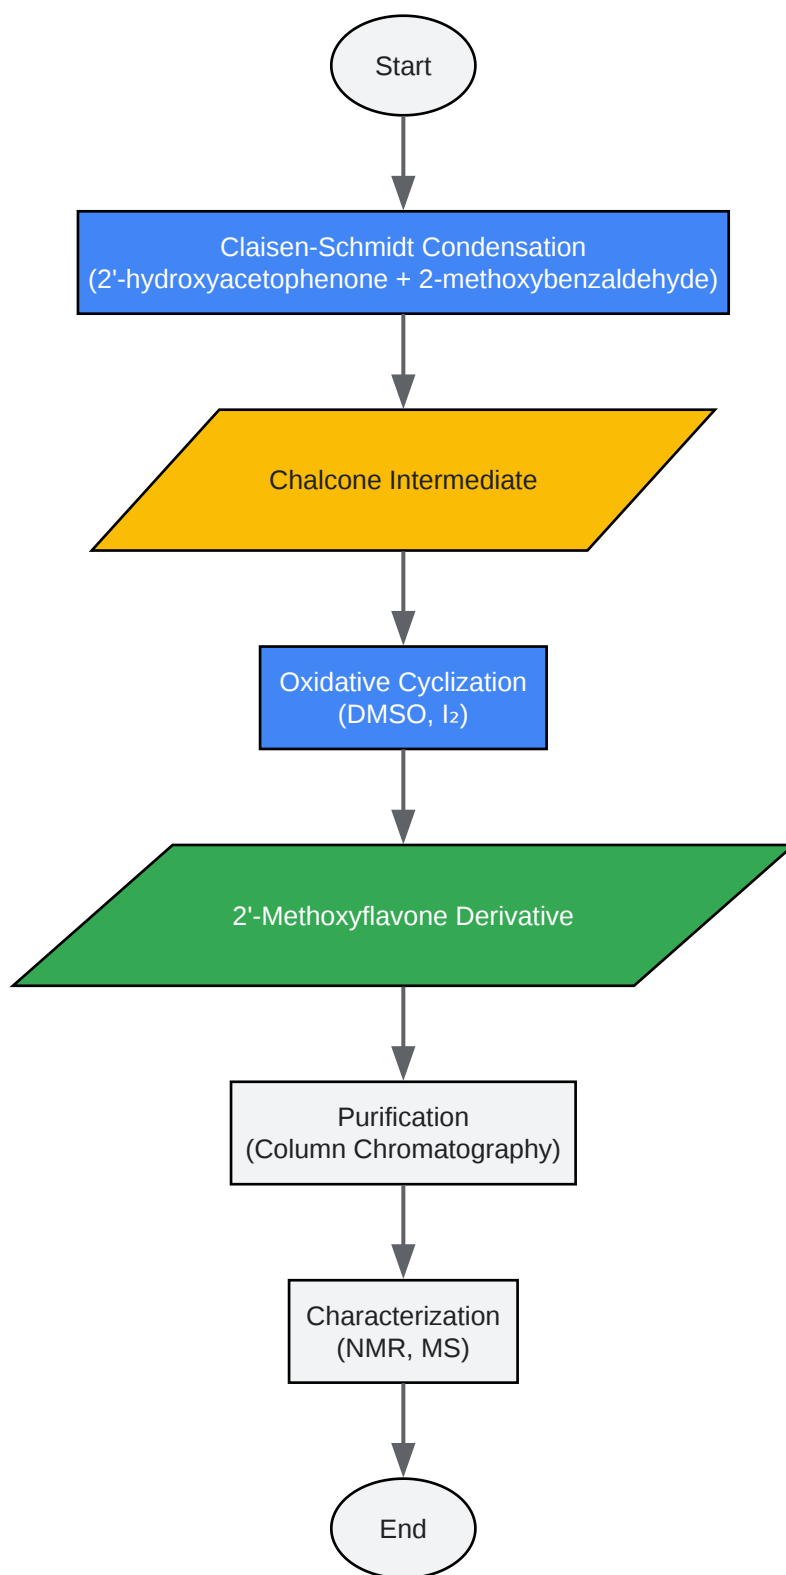 Start
Claisen-Schmidt Condensation
(2'-hydroxyacetophenone + 2-methoxybenzaldehyde)
Chalcone Intermediate
Oxidative Cyclization
(DMSO, I₂)
2'-Methoxyflavone Derivative
Purification
(Column Chromatography)
Characterization
(NMR, MS)
End